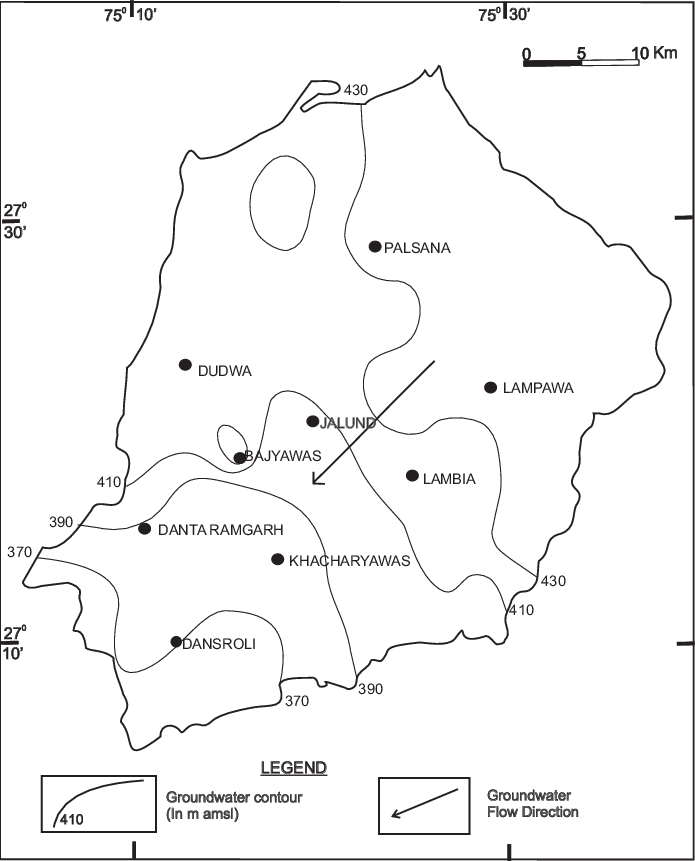 75° 10' 75° 30'
0 5 10 Km
430
27°
30'
PALSANA
DUDWA
LAMPAWA
JALUND
BAJYAWAS
LAMBIA
410
390
DANTA RAMGARH
370
KHACHARYAWAS
430
410
27°
10'
DANSROLI
390
370
LEGEND
410
Groundwater contour
(In m amsl)
Groundwater
Flow Direction